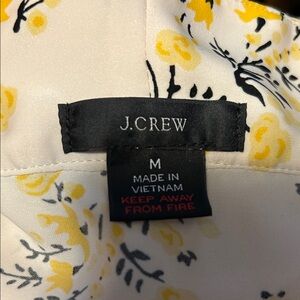 J.CREW
M
MADE IN
VIETNAM
KEEP AWAY
FROM FIRE